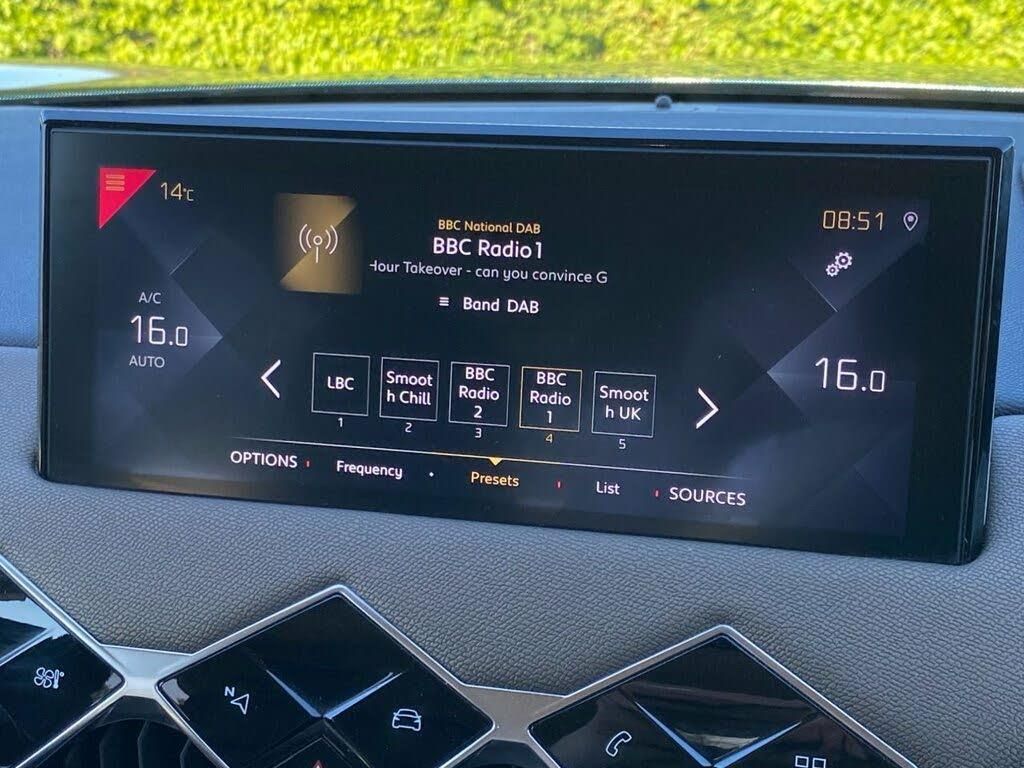 14°C
BBC National DAB
BBC Radio1
Hour Takeover - can you convince G
Band DAB
08:51
A/C
16.0
AUTO
16.0
LBC
1
Smoot
h Chill
2
BBC
Radio
2
3
BBC
Radio
1
4
Smoot
h UK
5
OPTIONS
Frequency
Presets
List
SOURCES
N